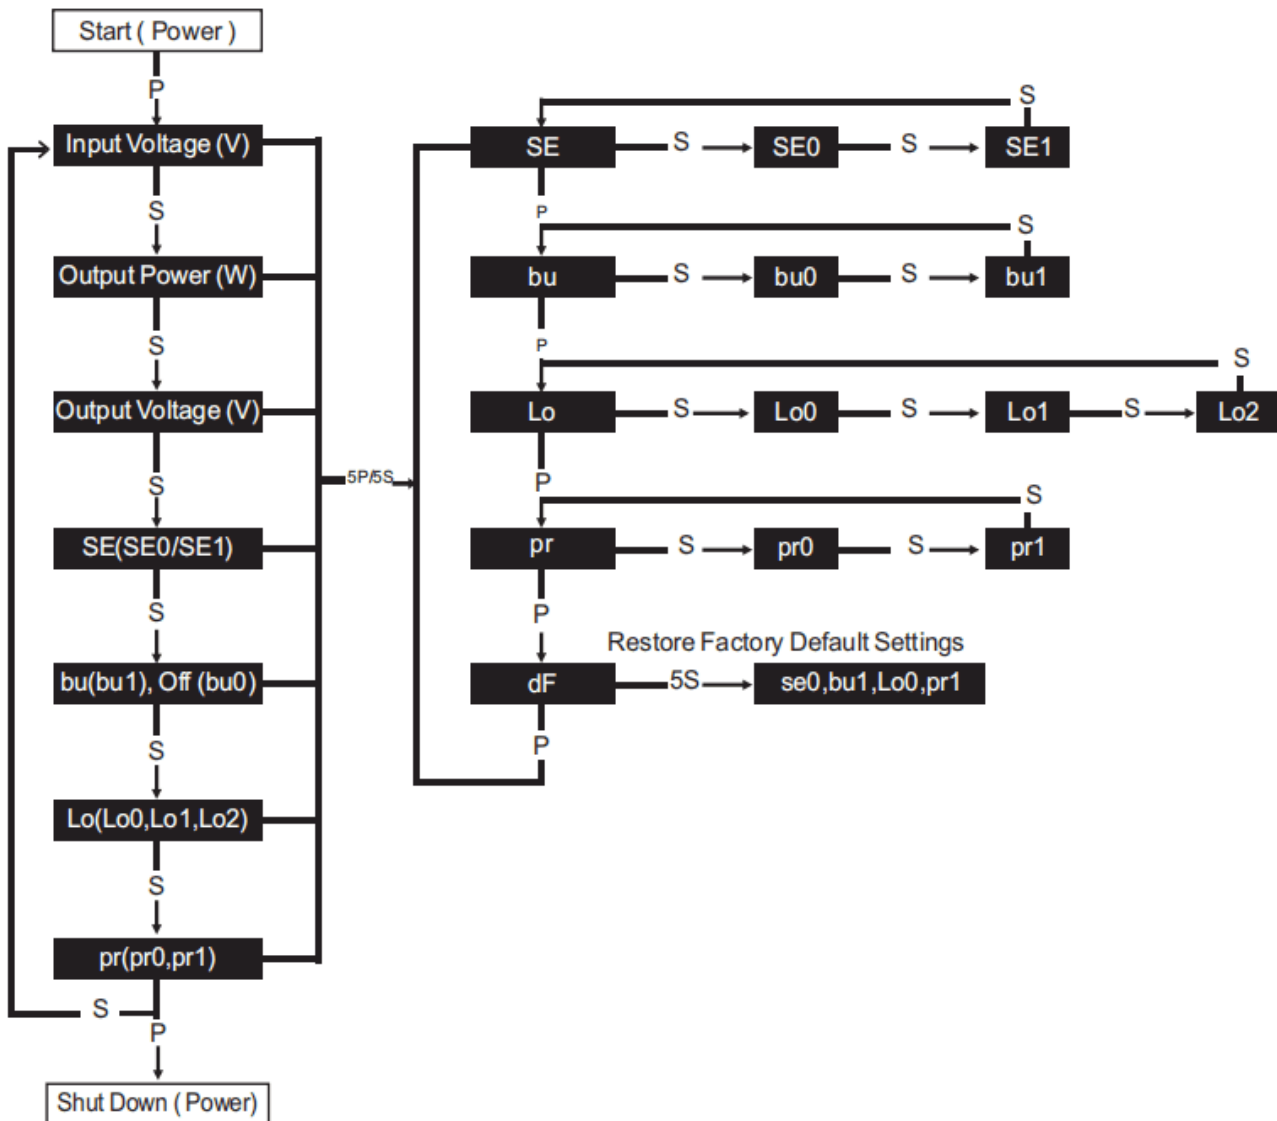 Start ( Power )
P
Input Voltage (V)
S
Output Power (W)
S
Output Voltage (V)
S
SE(SE0/SE1)
S
bu(bu1), Off (bu0)
S
Lo(Lo0,Lo1,Lo2)
S
pr(pr0,pr1)
S
P
Shut Down ( Power)
5P/5S
S
SE S SE0 S SE1
P
S
bu S bu0 S bu1
P
S
Lo S Lo0 S Lo1 S Lo2
P
S
pr S pr0 S pr1
P
Restore Factory Default Settings
dF 5S se0,bu1,Lo0,pr1
P